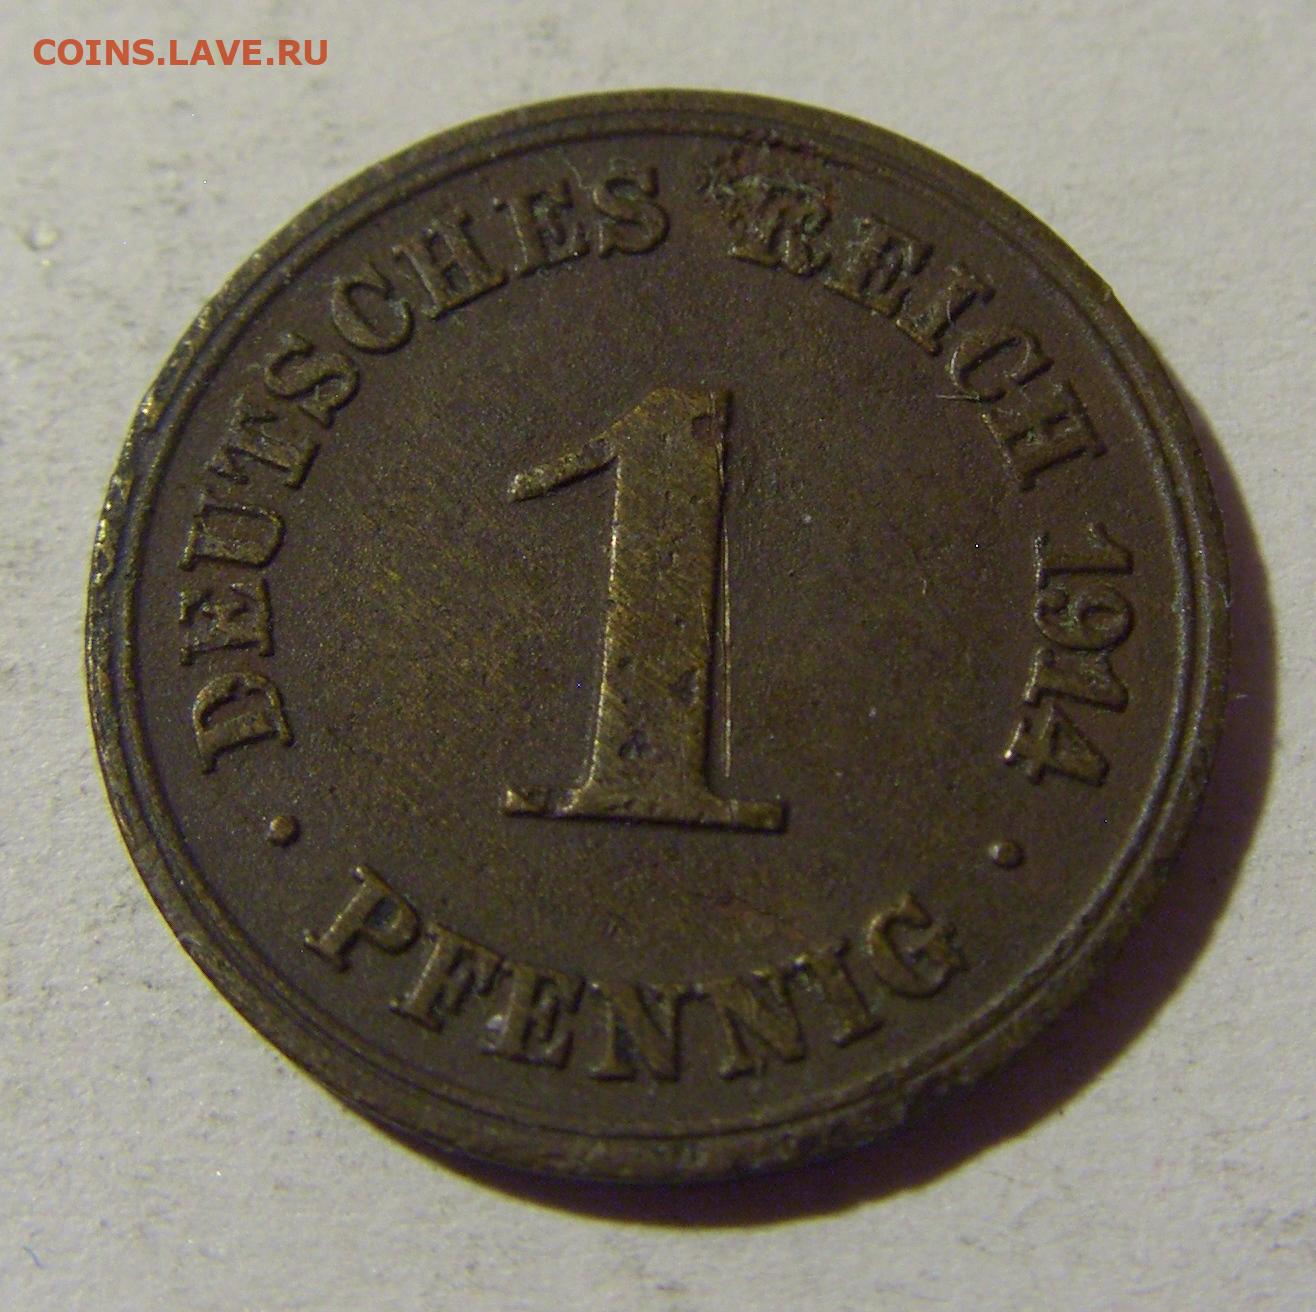 COINS.LAVE.RU
DEUTSCHES REICH 1914
1
· PFENNIG ·